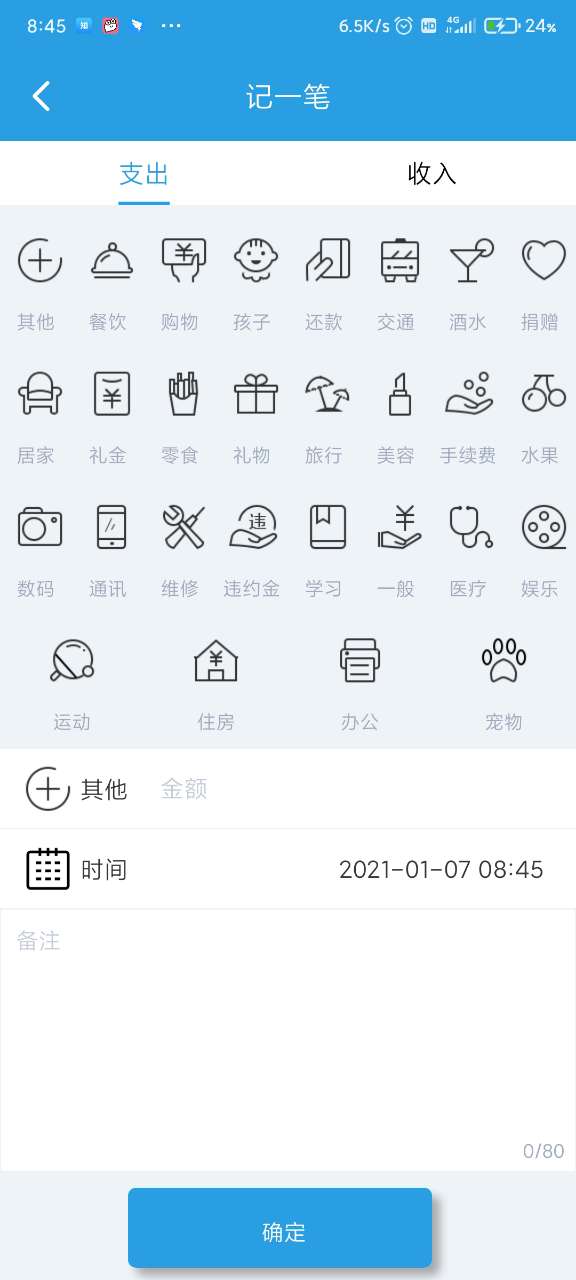 8:45 知 ··· 6.5K/s HD 4G 24%
记一笔
支出 收入
其他 餐饮 购物 孩子 还款 交通 酒水 捐赠
居家 礼金 零食 礼物 旅行 美容 手续费 水果
违
数码 通讯 维修 违约金 学习 一般 医疗 娱乐
运动 住房 办公 宠物
其他 金额
时间 2021-01-07 08:45
备注
0/80
确定